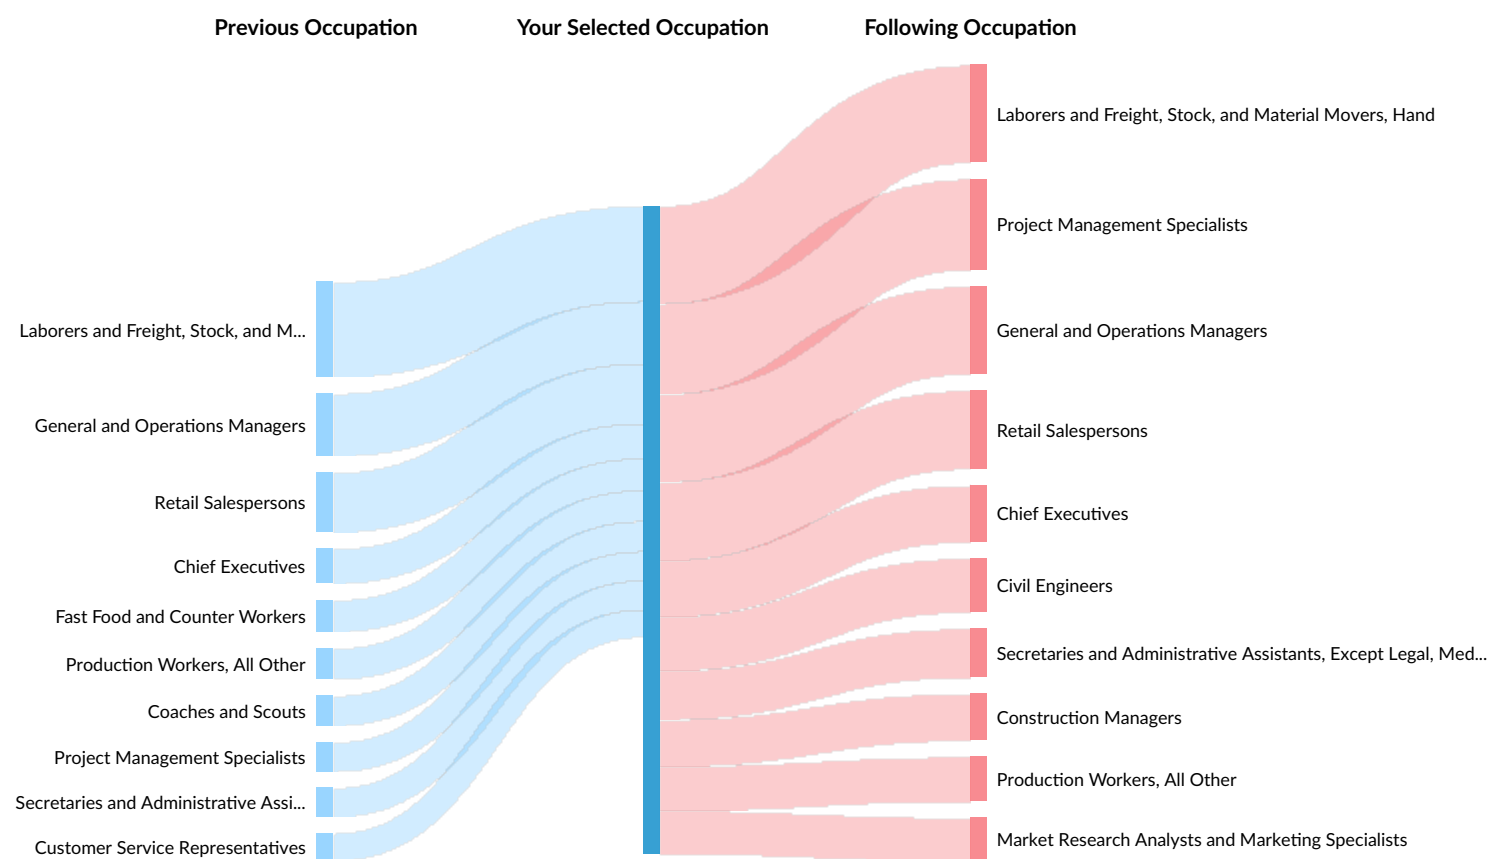 Previous Occupation
Your Selected Occupation
Following Occupation
Laborers and Freight, Stock, and M...
General and Operations Managers
Retail Salespersons
Chief Executives
Fast Food and Counter Workers
Production Workers, All Other
Coaches and Scouts
Project Management Specialists
Secretaries and Administrative Assi...
Customer Service Representatives
Laborers and Freight, Stock, and Material Movers, Hand
Project Management Specialists
General and Operations Managers
Retail Salespersons
Chief Executives
Civil Engineers
Secretaries and Administrative Assistants, Except Legal, Med...
Construction Managers
Production Workers, All Other
Market Research Analysts and Marketing Specialists